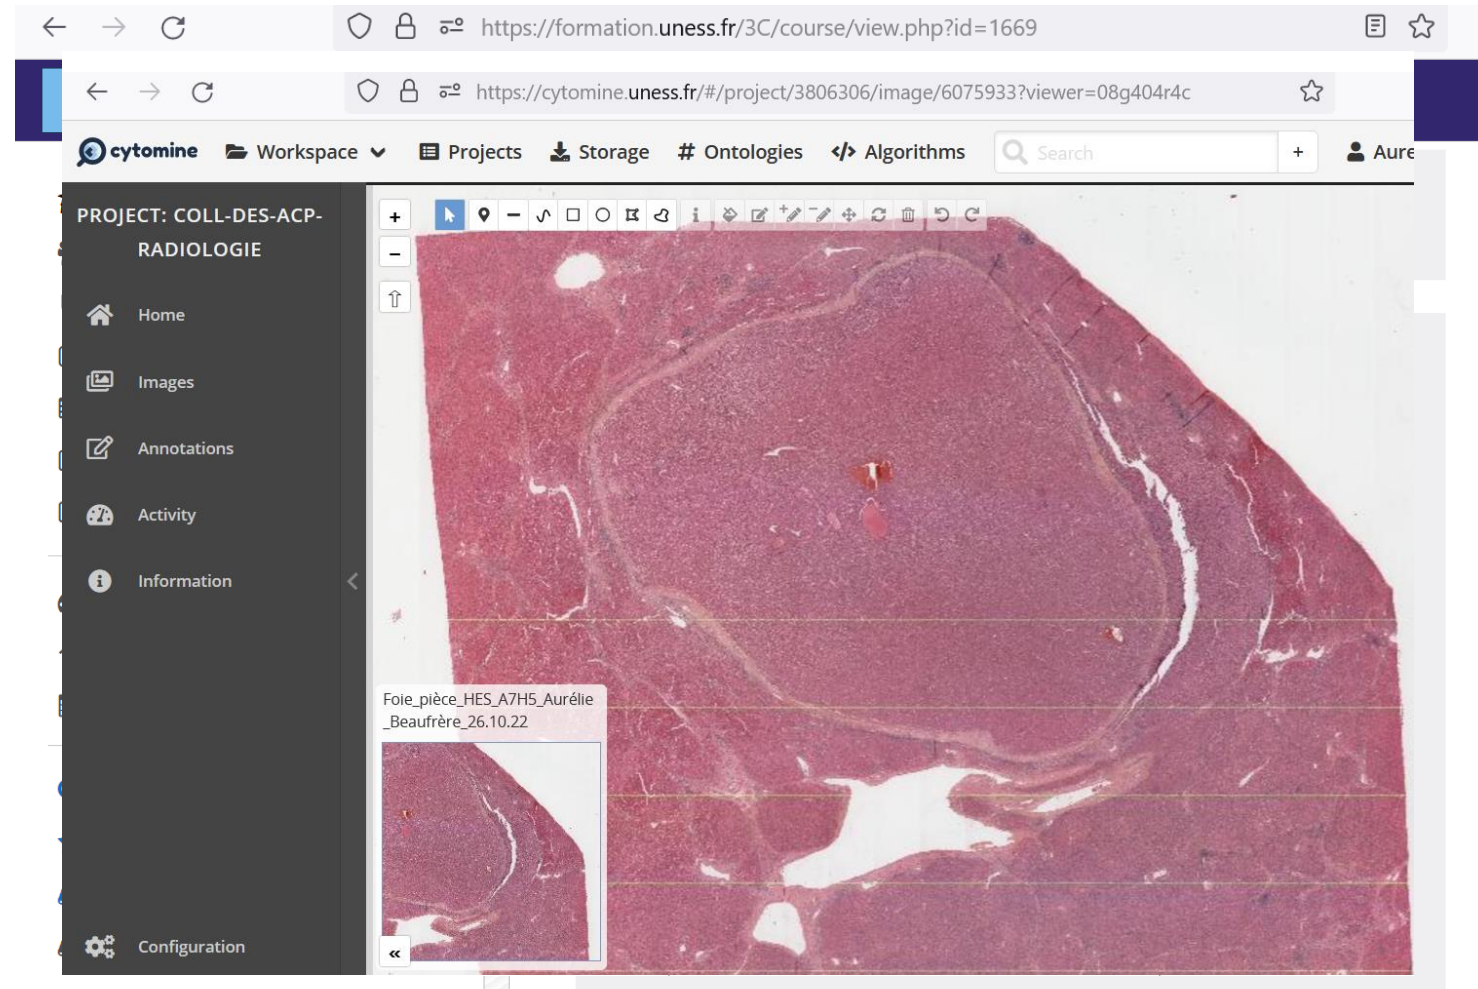 https://formation.uness.fr/3C/course/view.php?id=1669
https://cytomine.uness.fr/#/project/3806306/image/6075933?viewer=08g404r4c
cytomine Workspace Projects Storage # Ontologies </> Algorithms Search + Aure
PROJECT: COLL-DES-ACP-
RADIOLOGIE
Home
Images
Annotations
Activity
Information
Configuration
+
−
Foie_pièce_HES_A7H5_Aurélie
_Beaufrère_26.10.22
«